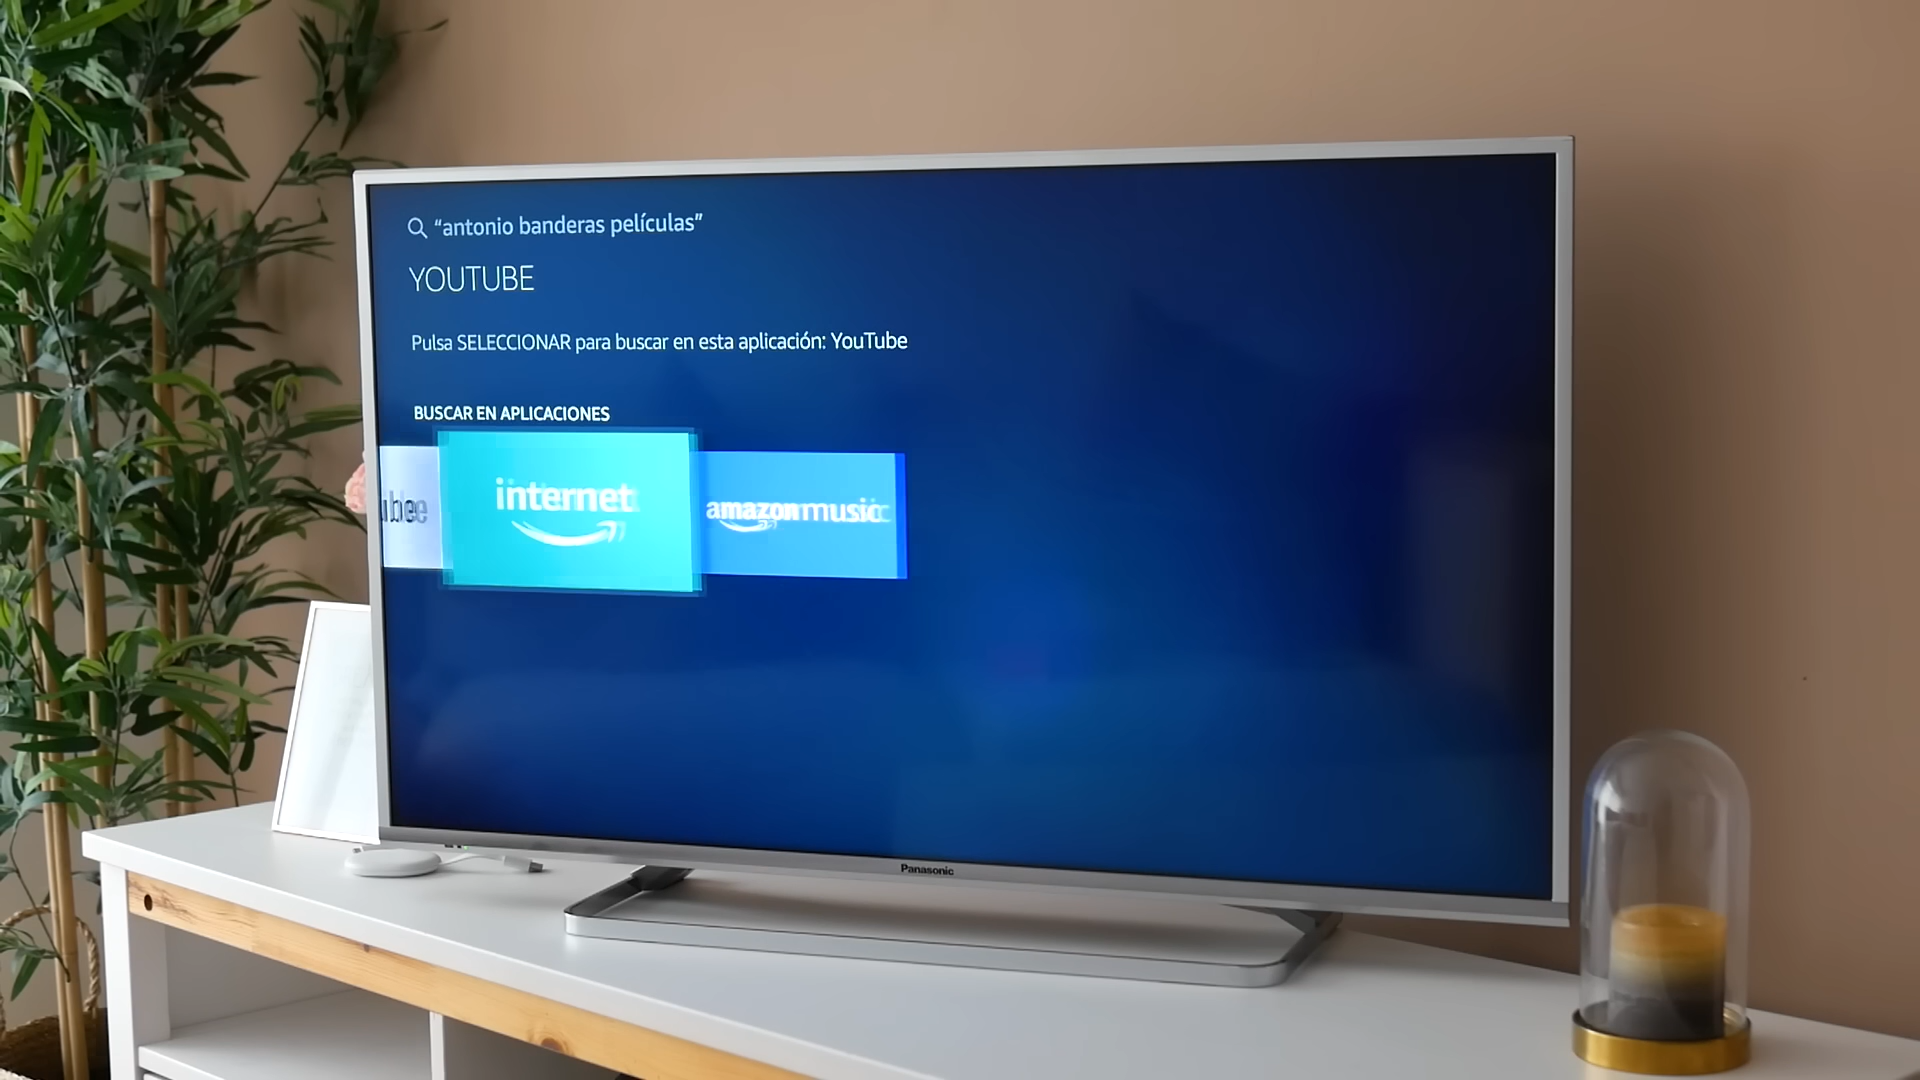 “antonio banderas películas”
YOUTUBE
Pulsa SELECCIONAR para buscar en esta aplicación: YouTube
BUSCAR EN APLICACIONES
internet
amazon music
Panasonic